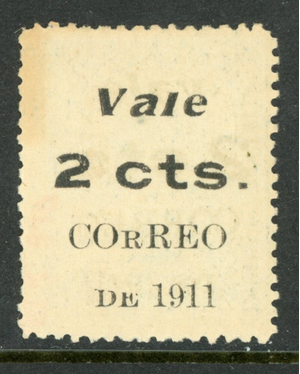 Vale
2 cts.
CORREO
DE 1911